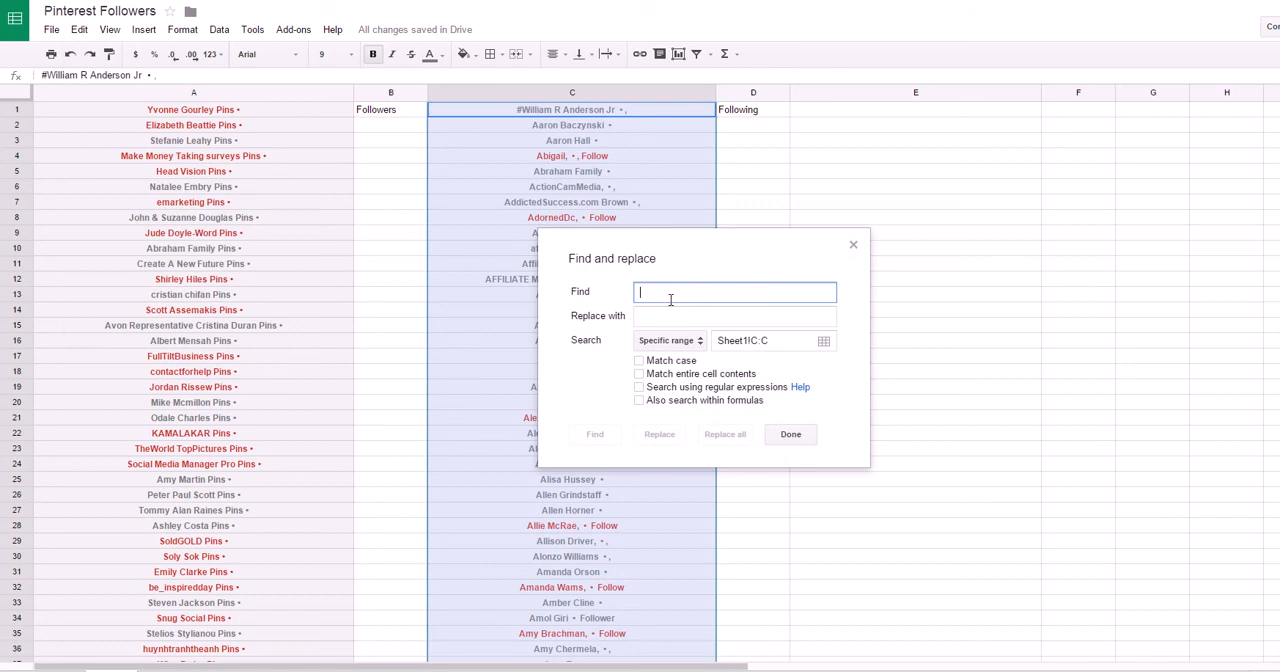 Pinterest Followers
File Edit View Insert Format Data Tools Add-ons Help All changes saved in Drive
$ % .0 .00 123 Arial 9 B I S A Σ
fx #William R Anderson Jr • ,
A B C D E F G H
1 Yvonne Gourley Pins • Followers #William R Anderson Jr • , Following
2 Elizabeth Beattie Pins • Aaron Baczynski •
3 Stefanie Leahy Pins • Aaron Hall •
4 Make Money Taking surveys Pins • Abigail, • , Follow
5 Head Vision Pins • Abraham Family •
6 Natalee Embry Pins • ActionCamMedia, • ,
7 emarketing Pins • AddictedSuccess.com Brown • ,
8 John & Suzanne Douglas Pins • AdornedDc, • Follow
9 Jude Doyle-Word Pins •
10 Abraham Family Pins •
11 Create A New Future Pins •
12 Shirley Hiles Pins • AFFILIATE M
13 cristian chifan Pins •
14 Scott Assemakis Pins •
15 Avon Representative Cristina Duran Pins •
16 Albert Mensah Pins •
17 FullTiltBusiness Pins •
18 contactforhelp Pins •
19 Jordan Rissew Pins •
20 Mike Mcmillon Pins •
21 Odale Charles Pins •
22 KAMALAKAR Pins •
23 TheWorld TopPictures Pins •
24 Social Media Manager Pro Pins •
25 Amy Martin Pins • Alisa Hussey •
26 Peter Paul Scott Pins • Allen Grindstaff •
27 Tommy Alan Raines Pins • Allen Horner •
28 Ashley Costa Pins • Allie McRae, • Follow
29 SoldGOLD Pins • Allison Driver, • ,
30 Soly Sok Pins • Alonzo Williams • ,
31 Emily Clarke Pins • Amanda Orson •
32 be_inspiredday Pins • Amanda Wams, • Follow
33 Steven Jackson Pins • Amber Cline •
34 Snug Social Pins • Amol Giri • Follower
35 Stelios Stylianou Pins • Amy Brachman, • Follow
36 huynhtranhtheanh Pins • Amy Chermela, • ,
Find and replace
Find
Replace with
Search Specific range Sheet1!C:C
Match case
Match entire cell contents
Search using regular expressions Help
Also search within formulas
Find Replace Replace all Done